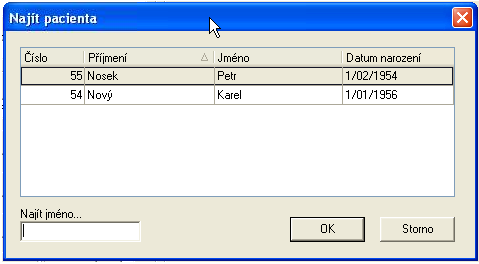 Najít pacienta
Číslo Příjmení Jméno Datum narození
55 Nosek Petr 1/02/1954
54 Nový Karel 1/01/1956
Najít jméno...
OK Storno